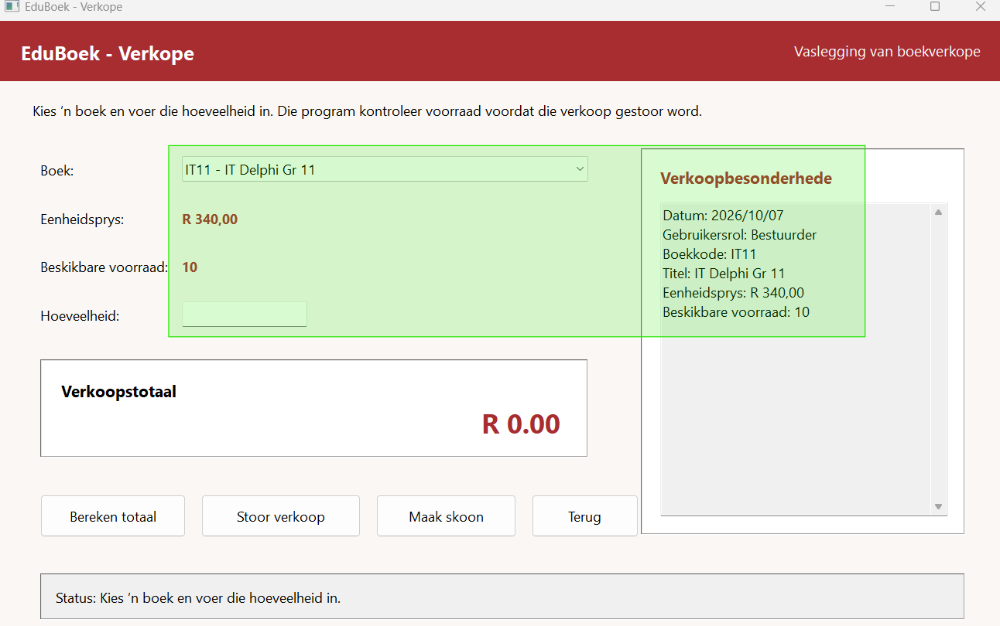 EduBoek - Verkope
EduBoek - Verkope
Vaslegging van boekverkope
Kies 'n boek en voer die hoeveelheid in. Die program kontroleer voorraad voordat die verkoop gestoor word.
Boek:
IT11 - IT Delphi Gr 11
Eenheidsprys:
R 340,00
Beskikbare voorraad:
10
Hoeveelheid:
Verkoopstotaal
R 0.00
Verkoopbesonderhede
Datum: 2026/10/07
Gebruikersrol: Bestuurder
Boekkode: IT11
Titel: IT Delphi Gr 11
Eenheidsprys: R 340,00
Beskikbare voorraad: 10
Bereken totaal
Stoor verkoop
Maak skoon
Terug
Status: Kies 'n boek en voer die hoeveelheid in.